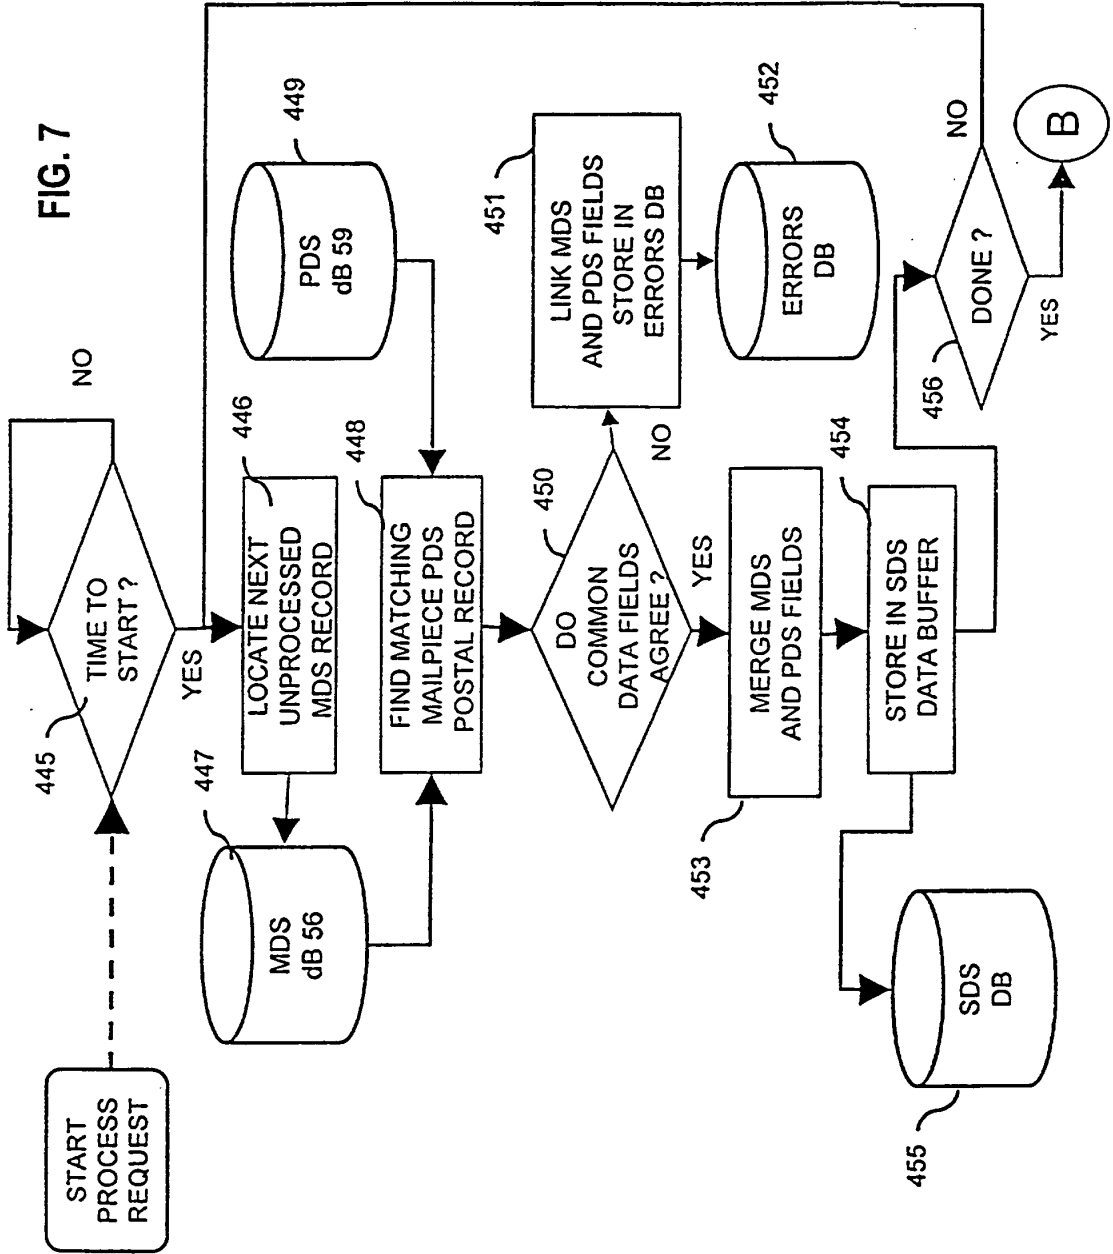 FIG. 7
START
PROCESS
REQUEST
445
TIME TO
START ?
NO
YES
446
LOCATE NEXT
UNPROCESSED
MDS RECORD
447
MDS
dB 56
448
FIND MATCHING
MAILPIECE PDS
POSTAL RECORD
449
PDS
dB 59
450
DO
COMMON
DATA FIELDS
AGREE ?
NO
YES
451
LINK MDS
AND PDS FIELDS
STORE IN
ERRORS DB
452
ERRORS
DB
453
MERGE MDS
AND PDS FIELDS
454
STORE IN SDS
DATA BUFFER
455
SDS
DB
456
DONE ?
NO
YES
B